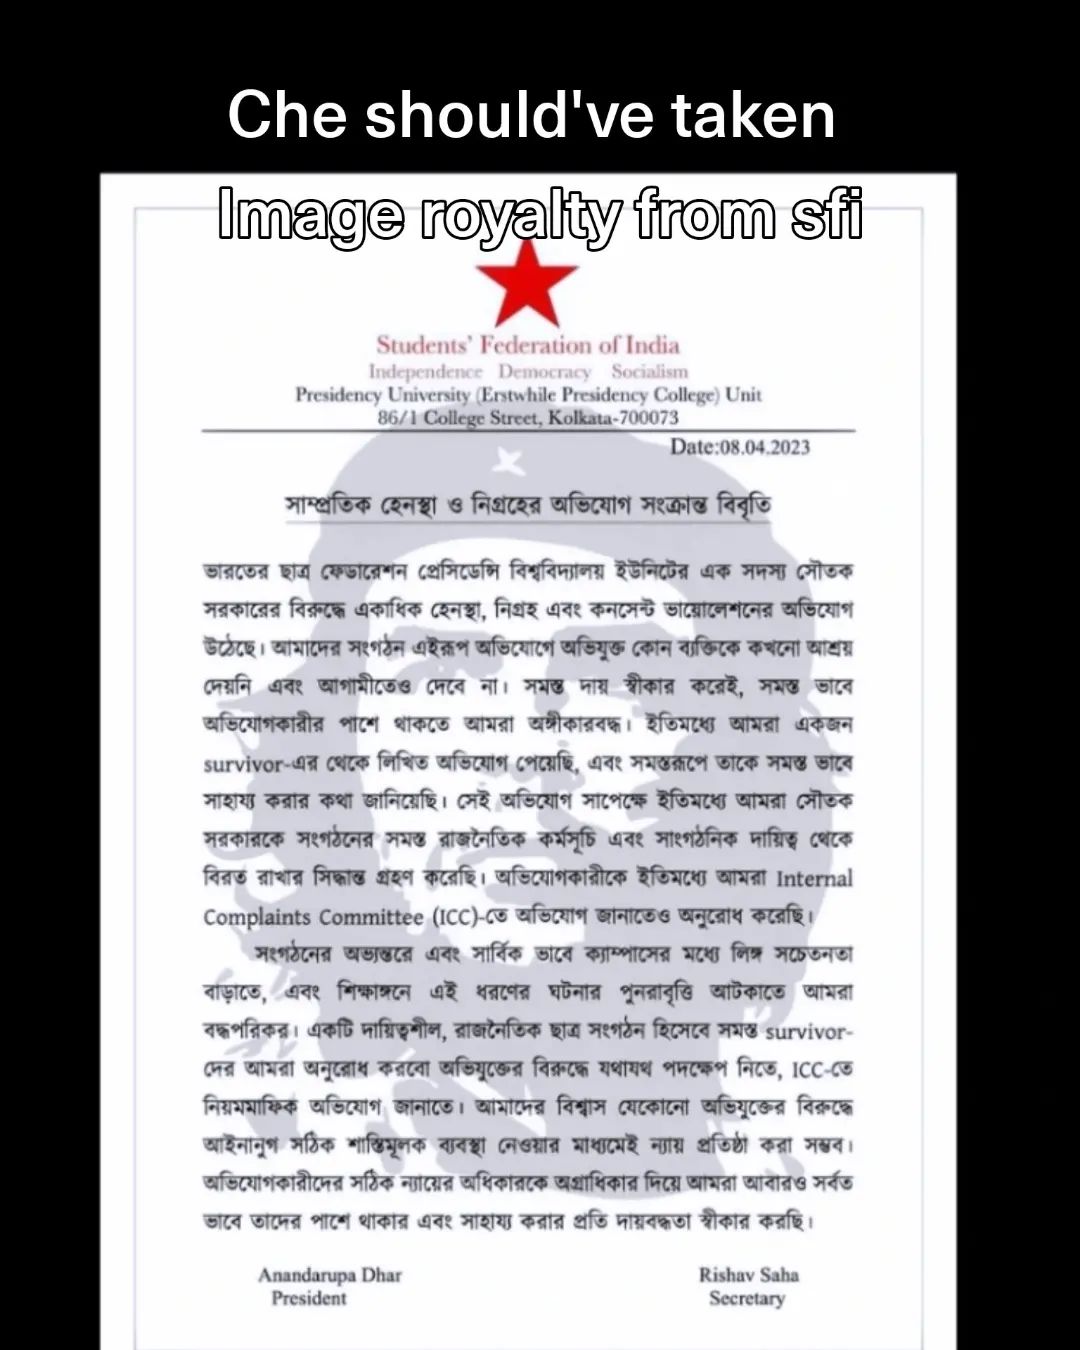 Che should've taken
Image royalty from sfi
Students' Federation of India
Independence Democracy Socialism
Presidency University (Erstwhile Presidency College) Unit
86/1 College Street, Kolkata-700073
Date:08.04.2023
সাম্প্রতিক হেনস্থা ও নিগ্রহের অভিযোগ সংক্রান্ত বিবৃতি
ভারতের ছাত্র ফেডারেশন প্রেসিডেন্সি বিশ্ববিদ্যালয় ইউনিটের এক সদস্য সৌতক
সরকারের বিরুদ্ধে একাধিক হেনস্থা, নিগ্রহ এবং কনসেন্ট ভায়োলেশনের অভিযোগ
উঠেছে। আমাদের সংগঠন এইরূপ অভিযোগে অভিযুক্ত কোন ব্যক্তিকে কখনো আশ্রয়
দেয়নি এবং আগামীতেও দেবে না। সমস্ত দায় স্বীকার করেই, সমস্ত ভাবে
অভিযোগকারীর পাশে থাকতে আমরা অঙ্গীকারবদ্ধ। ইতিমধ্যে আমরা একজন
survivor-এর থেকে লিখিত অভিযোগ পেয়েছি, এবং সমস্তরূপে তাকে সমস্ত ভাবে
সাহায্য করার কথা জানিয়েছি। সেই অভিযোগ সাপেক্ষে ইতিমধ্যে আমরা সৌতক
সরকারকে সংগঠনের সমস্ত রাজনৈতিক কর্মসূচি এবং সাংগঠনিক দায়িত্ব থেকে
বিরত রাখার সিদ্ধান্ত গ্রহণ করেছি। অভিযোগকারীকে ইতিমধ্যে আমরা Internal
Complaints Committee (ICC)-তে অভিযোগ জানাতেও অনুরোধ করেছি।
সংগঠনের অভ্যন্তরে এবং সার্বিক ভাবে ক্যাম্পাসের মধ্যে লিঙ্গ সচেতনতা
বাড়াতে, এবং শিক্ষাঙ্গনে এই ধরণের ঘটনার পুনরাবৃত্তি আটকাতে আমরা
বদ্ধপরিকর। একটি দায়িত্বশীল, রাজনৈতিক ছাত্র সংগঠন হিসেবে সমস্ত survivor-
দের আমরা অনুরোধ করবো অভিযুক্তের বিরুদ্ধে যথাযথ পদক্ষেপ নিতে, ICC-তে
নিয়মমাফিক অভিযোগ জানাতে। আমাদের বিশ্বাস যেকোনো অভিযুক্তের বিরুদ্ধে
আইনানুগ সঠিক শাস্তিমূলক ব্যবস্থা নেওয়ার মাধ্যমেই ন্যায় প্রতিষ্ঠা করা সম্ভব।
অভিযোগকারীদের সঠিক ন্যায়ের অধিকারকে অগ্রাধিকার দিয়ে আমরা আবারও সর্বত
ভাবে তাদের পাশে থাকার এবং সাহায্য করার প্রতি দায়বদ্ধতা স্বীকার করছি।
Anandarupa Dhar
Rishav Saha
President
Secretary